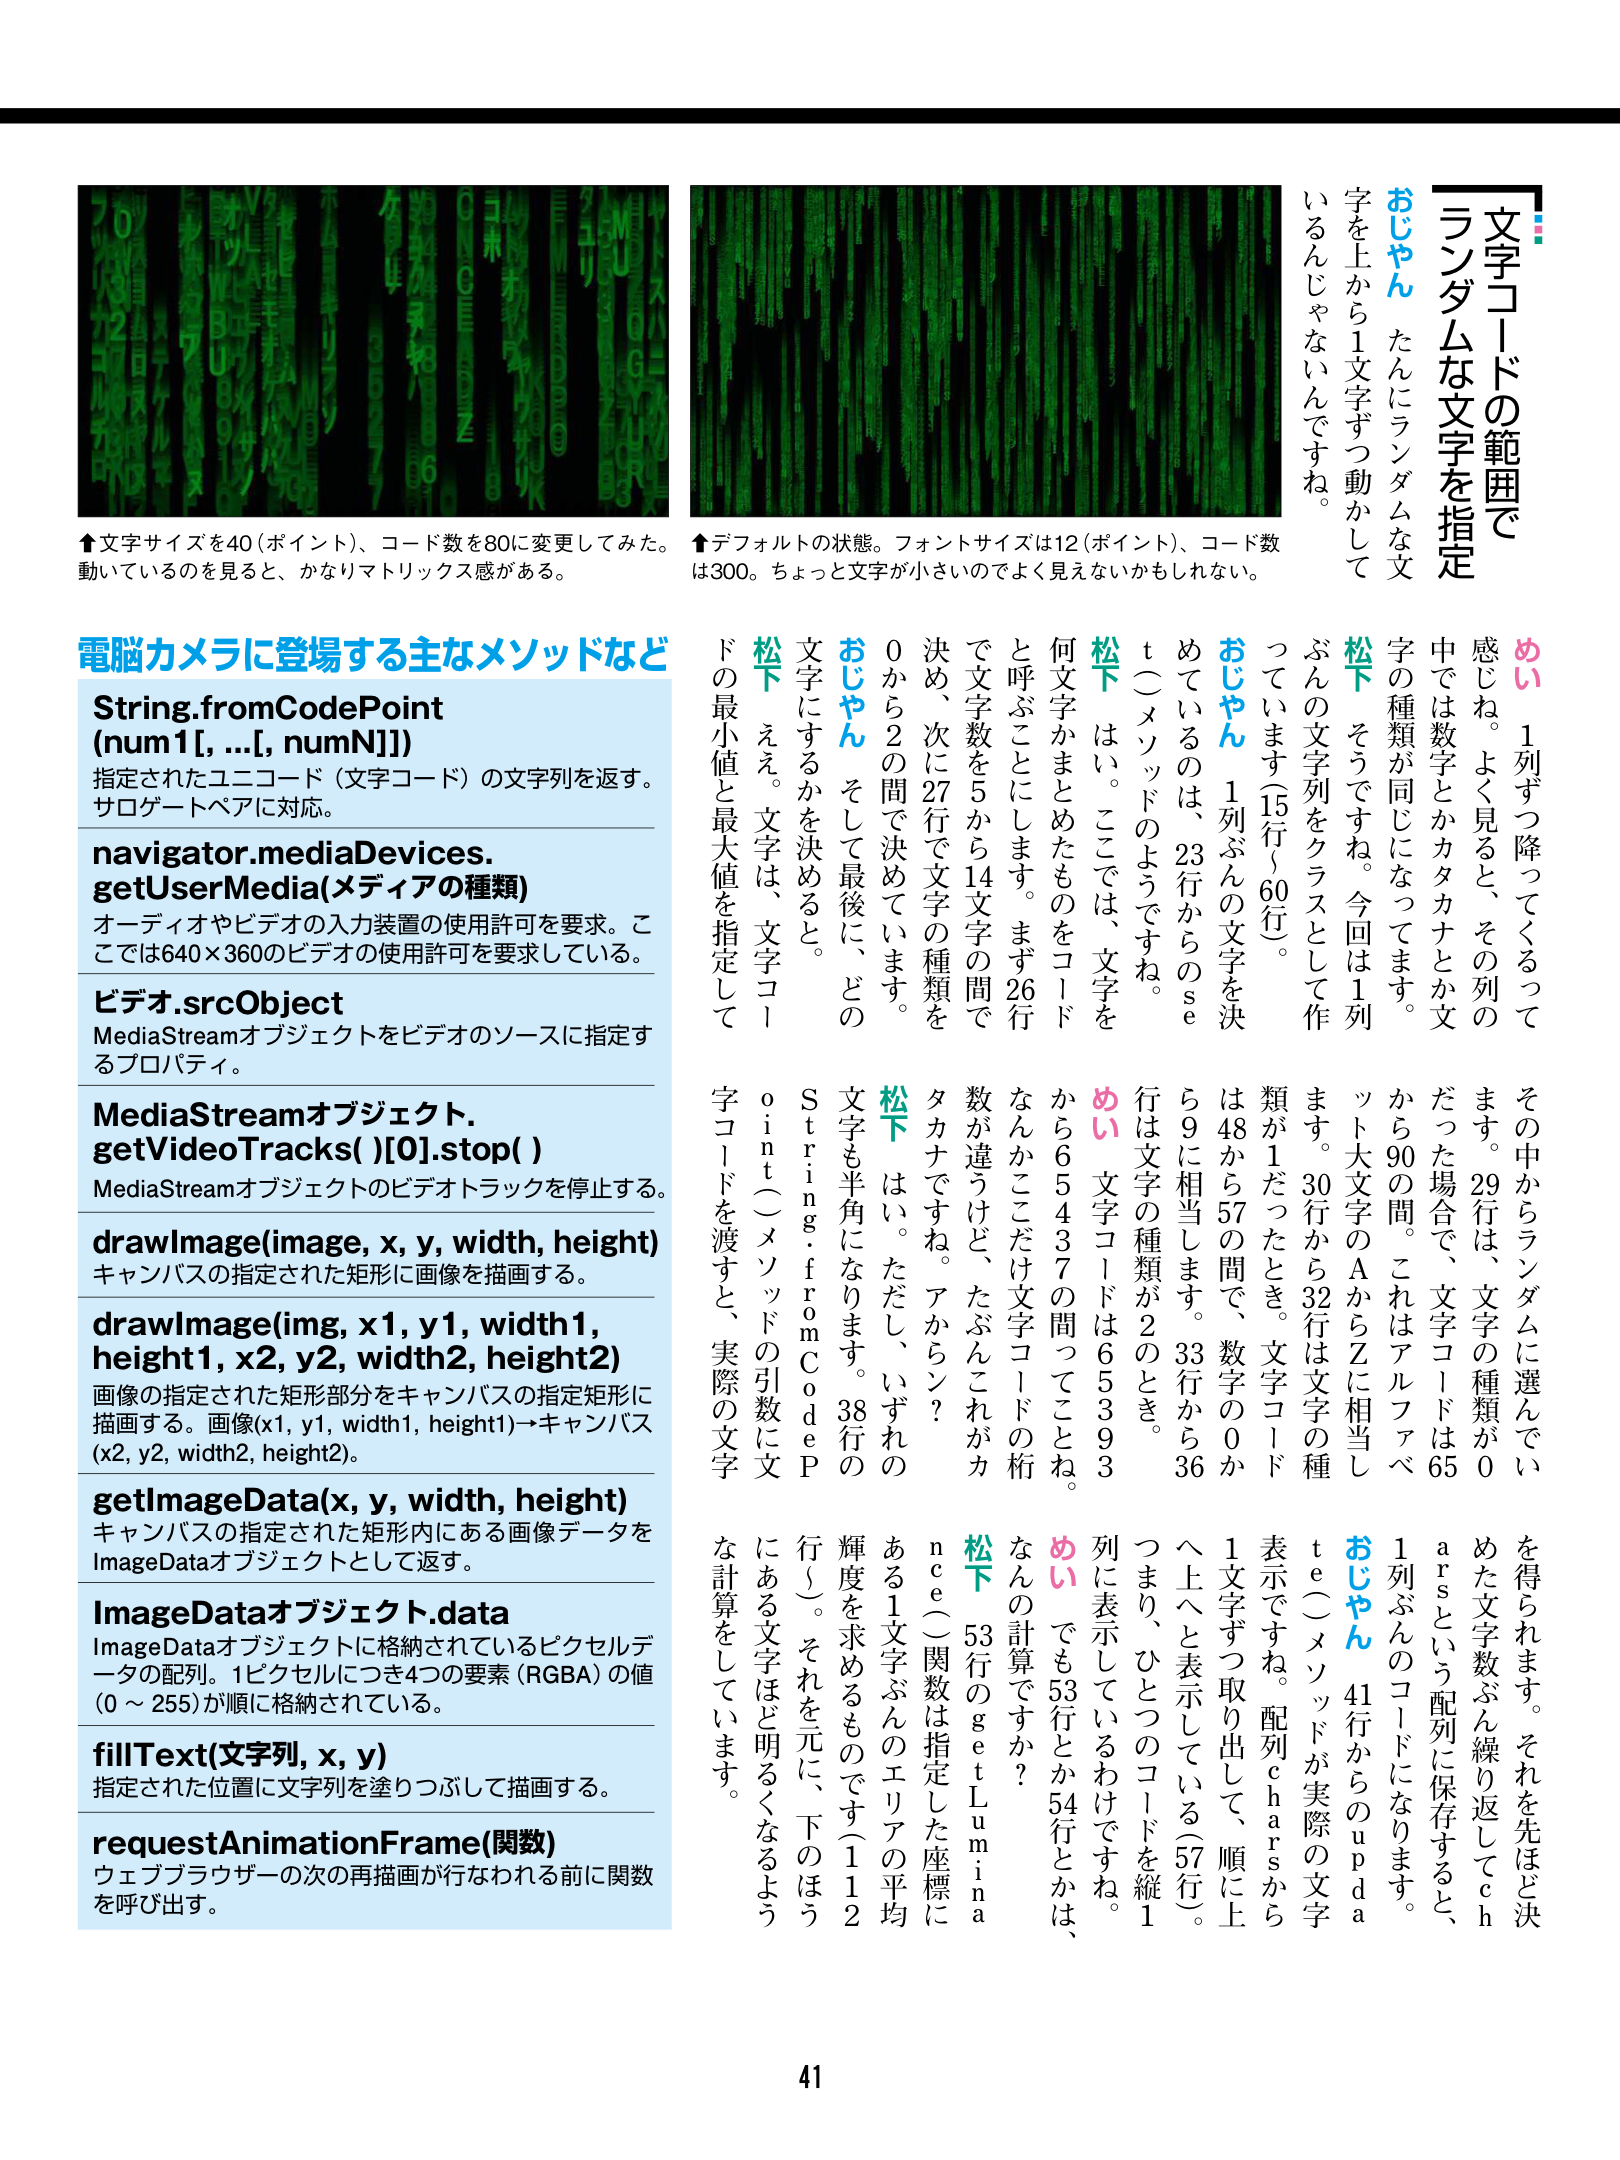 文字コードの範囲で
ランダムな文字を指定
おじやん　たんにランダムな文
字を上から1文字ずつ動かして
いるんじゃないんですね。
⬆デフォルトの状態。フォントサイズは12（ポイント）、コード数
は300。ちょっと文字が小さいのでよく見えないかもしれない。
⬆文字サイズを40（ポイント）、コード数を80に変更してみた。
動いているのを見ると、かなりマトリックス感がある。
めい　1列ずつ降ってくるって
感じね。よく見ると、その列の
中では数字とかカタカナとか文
字の種類が同じになってます。
松下　そうですね。今回は1列
ぶんの文字列をクラスとして作
っています（15行～60行）。
おじやん　1列ぶんの文字を決
めているのは、23行からのse
t()メソッドのようですね。
松下　はい。ここでは、文字を
何文字かまとめたものをコード
と呼ぶことにします。まず26行
で文字数を5から14文字の間で
決め、次に27行で文字の種類を
0から2の間で決めています。
おじやん　そして最後に、どの
文字にするかを決めると。
松下　ええ。文字は、文字コー
ドの最小値と最大値を指定して
その中からランダムに選んでい
ます。29行は、文字の種類が0
だった場合で、文字コードは65
から90の間。これはアルファベ
ット大文字のAからZに相当し
ます。30行から32行は文字の種
類が1だったとき。文字コード
は48から57の間で、数字の0か
ら9に相当します。33行から36
行は文字の種類が2のとき。
めい　文字コードは65393
から65437の間ってことね。
なんかここだけ文字コードの桁
数が違うけど、たぶんこれがカ
タカナですね。アからン？
松下　はい。ただし、いずれの
文字も半角になります。38行の
String.fromCodeP
oint()メソッドの引数に文
字コードを渡すと、実際の文字
を得られます。それを先ほど決
めた文字数ぶん繰り返してch
arsという配列に保存すると、
1列ぶんのコードになります。
おじやん　41行からのupda
te()メソッドが実際の文字
表示ですね。配列charsから
1文字ずつ取り出して、順に上
へ上へと表示している（57行）。
つまり、ひとつのコードを縦1
列に表示しているわけですね。
めい　でも53行とか54行とかは、
なんの計算ですか？
松下　53行のgetLumina
nce()関数は指定した座標に
ある1文字ぶんのエリアの平均
輝度を求めるものです（112
行～）。それを元に、下のほう
にある文字ほど明るくなるよう
な計算をしています。
電脳カメラに登場する主なメソッドなど
String.fromCodePoint
(num1[, ...[, numN]])
指定されたユニコード（文字コード）の文字列を返す。
サロゲートペアに対応。
navigator.mediaDevices.
getUserMedia(メディアの種類)
オーディオやビデオの入力装置の使用許可を要求。こ
こでは640×360のビデオの使用許可を要求している。
ビデオ.srcObject
MediaStreamオブジェクトをビデオのソースに指定す
るプロパティ。
MediaStreamオブジェクト.
getVideoTracks( )[0].stop( )
MediaStreamオブジェクトのビデオトラックを停止する。
drawImage(image, x, y, width, height)
キャンバスの指定された矩形に画像を描画する。
drawImage(img, x1, y1, width1,
height1, x2, y2, width2, height2)
画像の指定された矩形部分をキャンバスの指定矩形に
描画する。画像(x1, y1, width1, height1)→キャンバス
(x2, y2, width2, height2)。
getImageData(x, y, width, height)
キャンバスの指定された矩形内にある画像データを
ImageDataオブジェクトとして返す。
ImageDataオブジェクト.data
ImageDataオブジェクトに格納されているピクセルデ
ータの配列。1ピクセルにつき4つの要素（RGBA）の値
（0 ～ 255）が順に格納されている。
fillText(文字列, x, y)
指定された位置に文字列を塗りつぶして描画する。
requestAnimationFrame(関数)
ウェブブラウザーの次の再描画が行なわれる前に関数
を呼び出す。
41